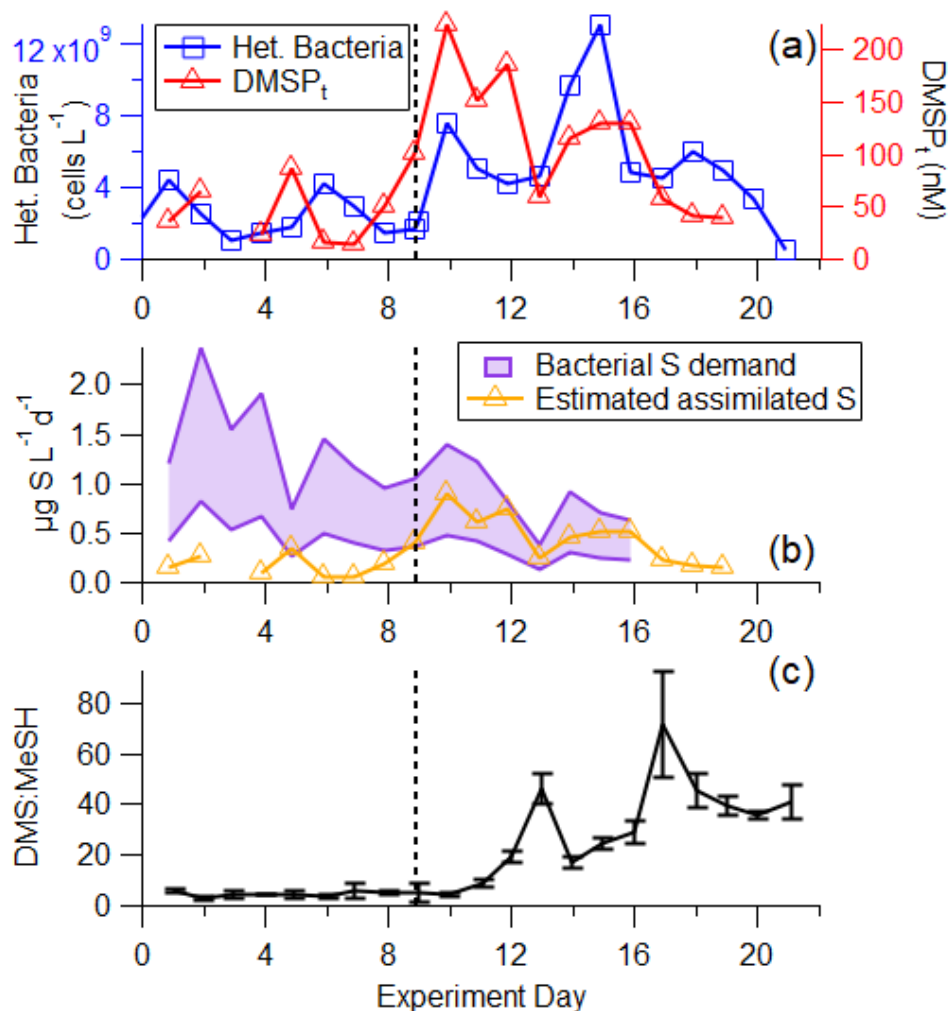 12 x10⁹
8
4
0
Het. Bacteria
(cells L⁻¹)
Het. Bacteria
DMSPₜ
(a)
200
150
100
50
0
DMSPₜ (nM)
0 4 8 12 16 20
2.0
1.5
1.0
0.5
0.0
µg S L⁻¹d⁻¹
Bacterial S demand
Estimated assimilated S
(b)
0 4 8 12 16 20
80
60
40
20
0
DMS:MeSH
(c)
0 4 8 12 16 20
Experiment Day